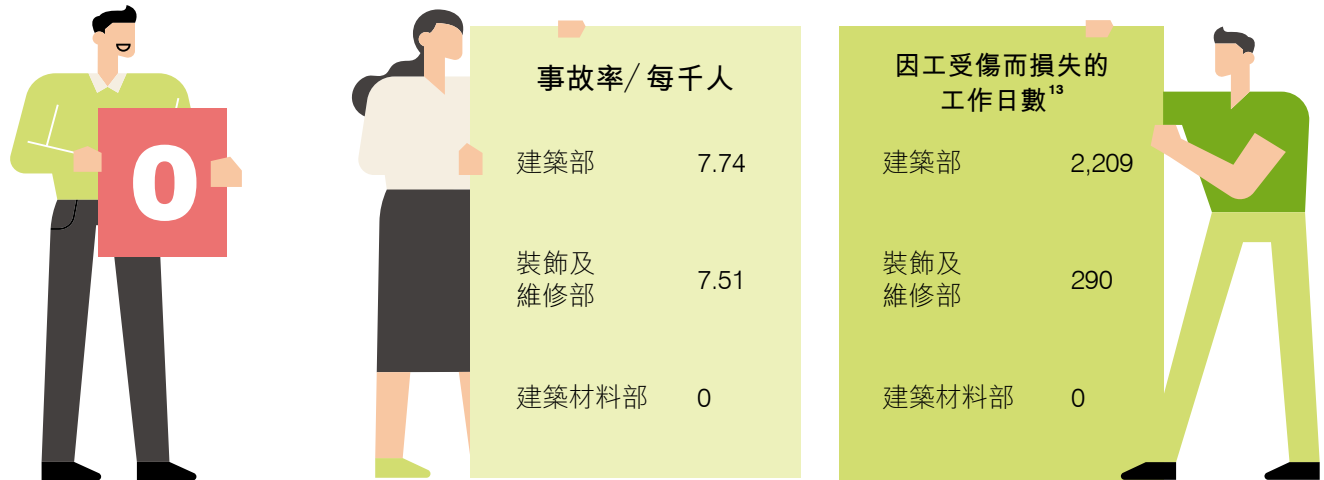 0
事故率/ 每千人
建築部 7.74
裝飾及
維修部 7.51
建築材料部 0
因工受傷而損失的
工作日數¹³
建築部 2,209
裝飾及
維修部 290
建築材料部 0